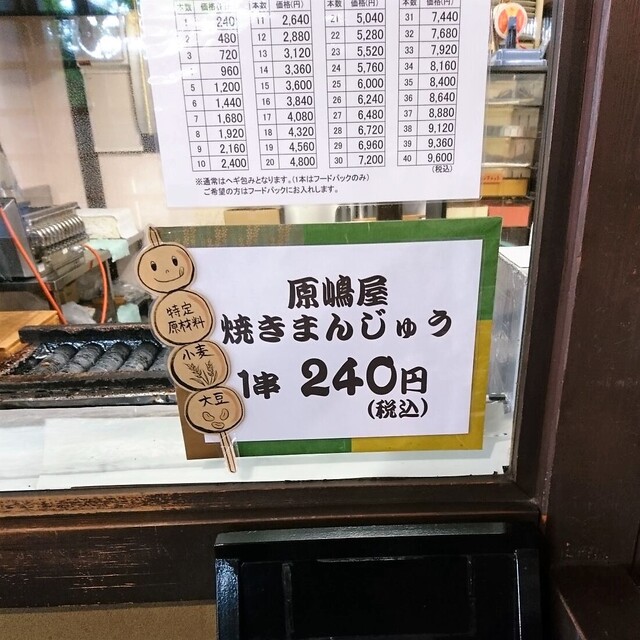 本数 価格(円) 本数 価格(円) 本数 価格(円) 本数 価格(円)
1 240 11 2,640 21 5,040 31 7,440
2 480 12 2,880 22 5,280 32 7,680
3 720 13 3,120 23 5,520 33 7,920
4 960 14 3,360 24 5,760 34 8,160
5 1,200 15 3,600 25 6,000 35 8,400
6 1,440 16 3,840 26 6,240 36 8,640
7 1,680 17 4,080 27 6,480 37 8,880
8 1,920 18 4,320 28 6,720 38 9,120
9 2,160 19 4,560 29 6,960 39 9,360
10 2,400 20 4,800 30 7,200 40 9,600
(税込)
※通常はヘギ包みとなります。(1本はフードパックのみ)
ご希望の方はフードパックにお入れします。
原嶋屋
焼きまんじゅう
1串 240円
(税込)
特定
原材料
小麦
大豆